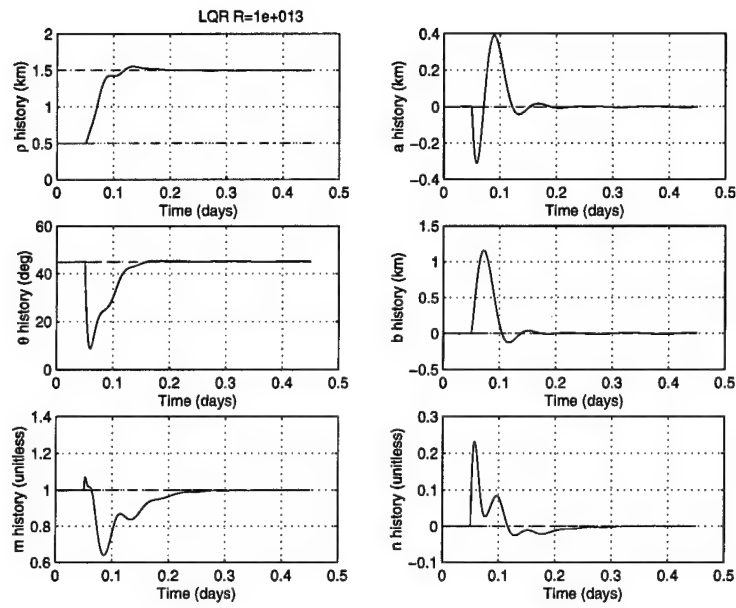 LQR R=1e+013
2
1.5
1
0.5
0
ρ history (km)
0 0.1 0.2 0.3 0.4 0.5
Time (days)
0.4
0.2
0
−0.2
−0.4
a history (km)
0 0.1 0.2 0.3 0.4 0.5
Time (days)
60
40
20
0
θ history (deg)
0 0.1 0.2 0.3 0.4 0.5
Time (days)
1.5
1
0.5
0
−0.5
b history (km)
0 0.1 0.2 0.3 0.4 0.5
Time (days)
1.4
1.2
1
0.8
0.6
m history (unitless)
0 0.1 0.2 0.3 0.4 0.5
Time (days)
0.3
0.2
0.1
0
−0.1
n history (unitless)
0 0.1 0.2 0.3 0.4 0.5
Time (days)